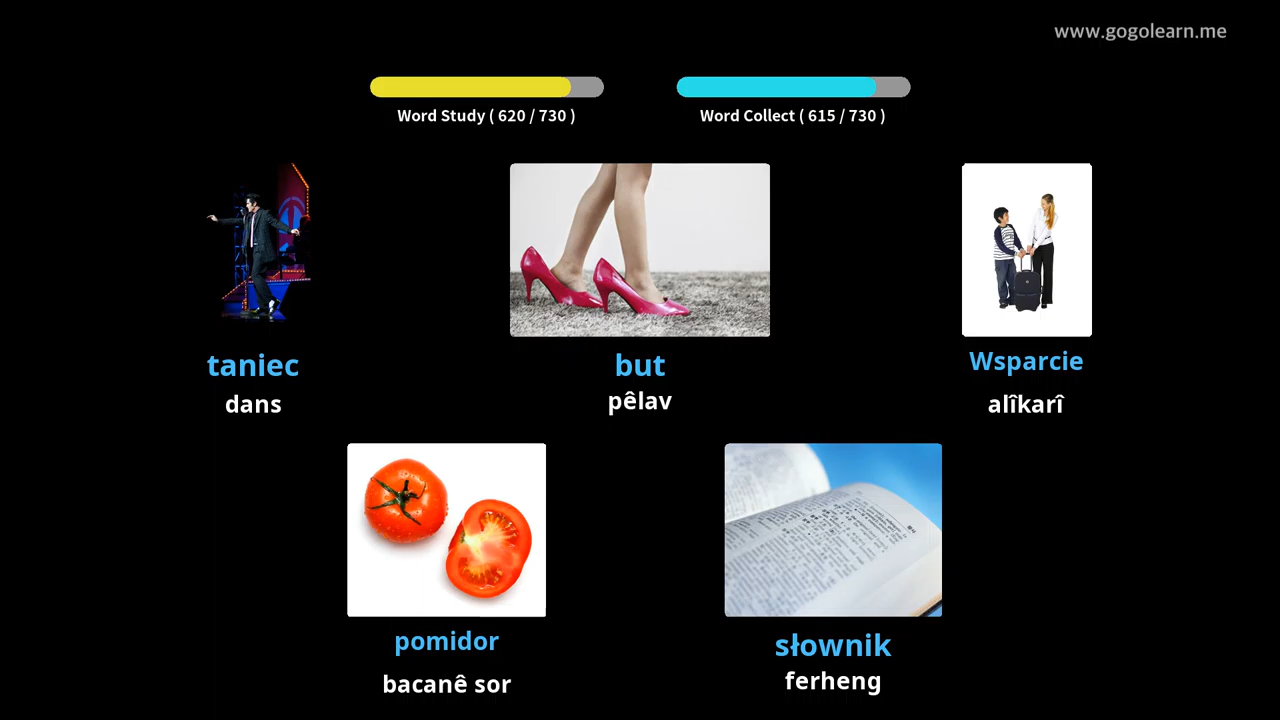 www.gogolearn.me
Word Study ( 620 / 730 )
Word Collect ( 615 / 730 )
taniec
but
Wsparcie
dans
pêlav
alîkarî
pomidor
słownik
bacanê sor
ferheng